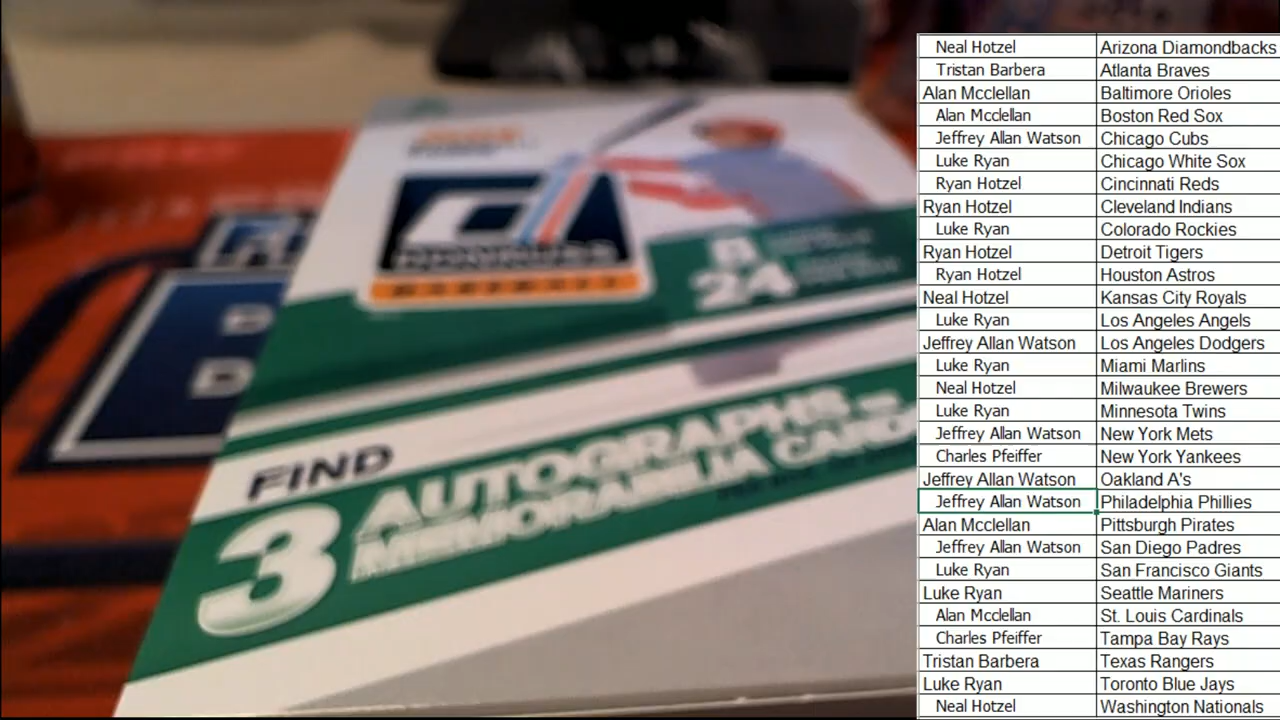 DONRUSS
8
24
FIND
3
AUTOGRAPHS
MEMORABILIA CARDS
Neal Hotzel Arizona Diamondbacks
Tristan Barbera Atlanta Braves
Alan Mcclellan Baltimore Orioles
Alan Mcclellan Boston Red Sox
Jeffrey Allan Watson Chicago Cubs
Luke Ryan Chicago White Sox
Ryan Hotzel Cincinnati Reds
Ryan Hotzel Cleveland Indians
Luke Ryan Colorado Rockies
Ryan Hotzel Detroit Tigers
Ryan Hotzel Houston Astros
Neal Hotzel Kansas City Royals
Luke Ryan Los Angeles Angels
Jeffrey Allan Watson Los Angeles Dodgers
Luke Ryan Miami Marlins
Neal Hotzel Milwaukee Brewers
Luke Ryan Minnesota Twins
Jeffrey Allan Watson New York Mets
Charles Pfeiffer New York Yankees
Jeffrey Allan Watson Oakland A's
Jeffrey Allan Watson Philadelphia Phillies
Alan Mcclellan Pittsburgh Pirates
Jeffrey Allan Watson San Diego Padres
Luke Ryan San Francisco Giants
Luke Ryan Seattle Mariners
Alan Mcclellan St. Louis Cardinals
Charles Pfeiffer Tampa Bay Rays
Tristan Barbera Texas Rangers
Luke Ryan Toronto Blue Jays
Neal Hotzel Washington Nationals